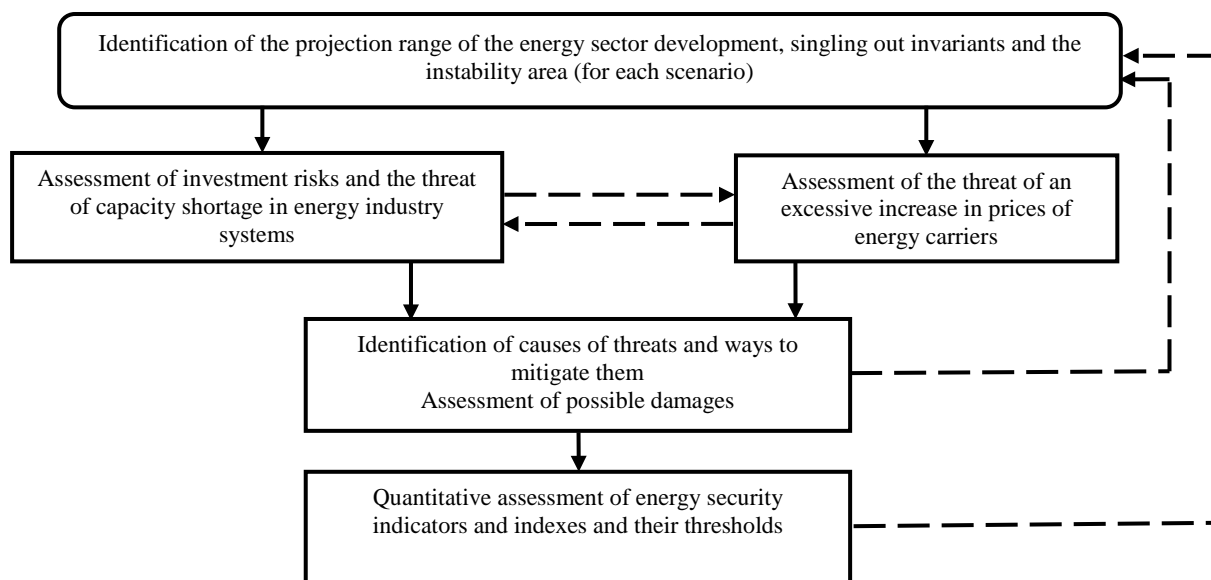 Identification of the projection range of the energy sector development, singling out invariants and the
instability area (for each scenario)
Assessment of investment risks and the threat
of capacity shortage in energy industry
systems
Assessment of the threat of an
excessive increase in prices of
energy carriers
Identification of causes of threats and ways to
mitigate them
Assessment of possible damages
Quantitative assessment of energy security
indicators and indexes and their thresholds